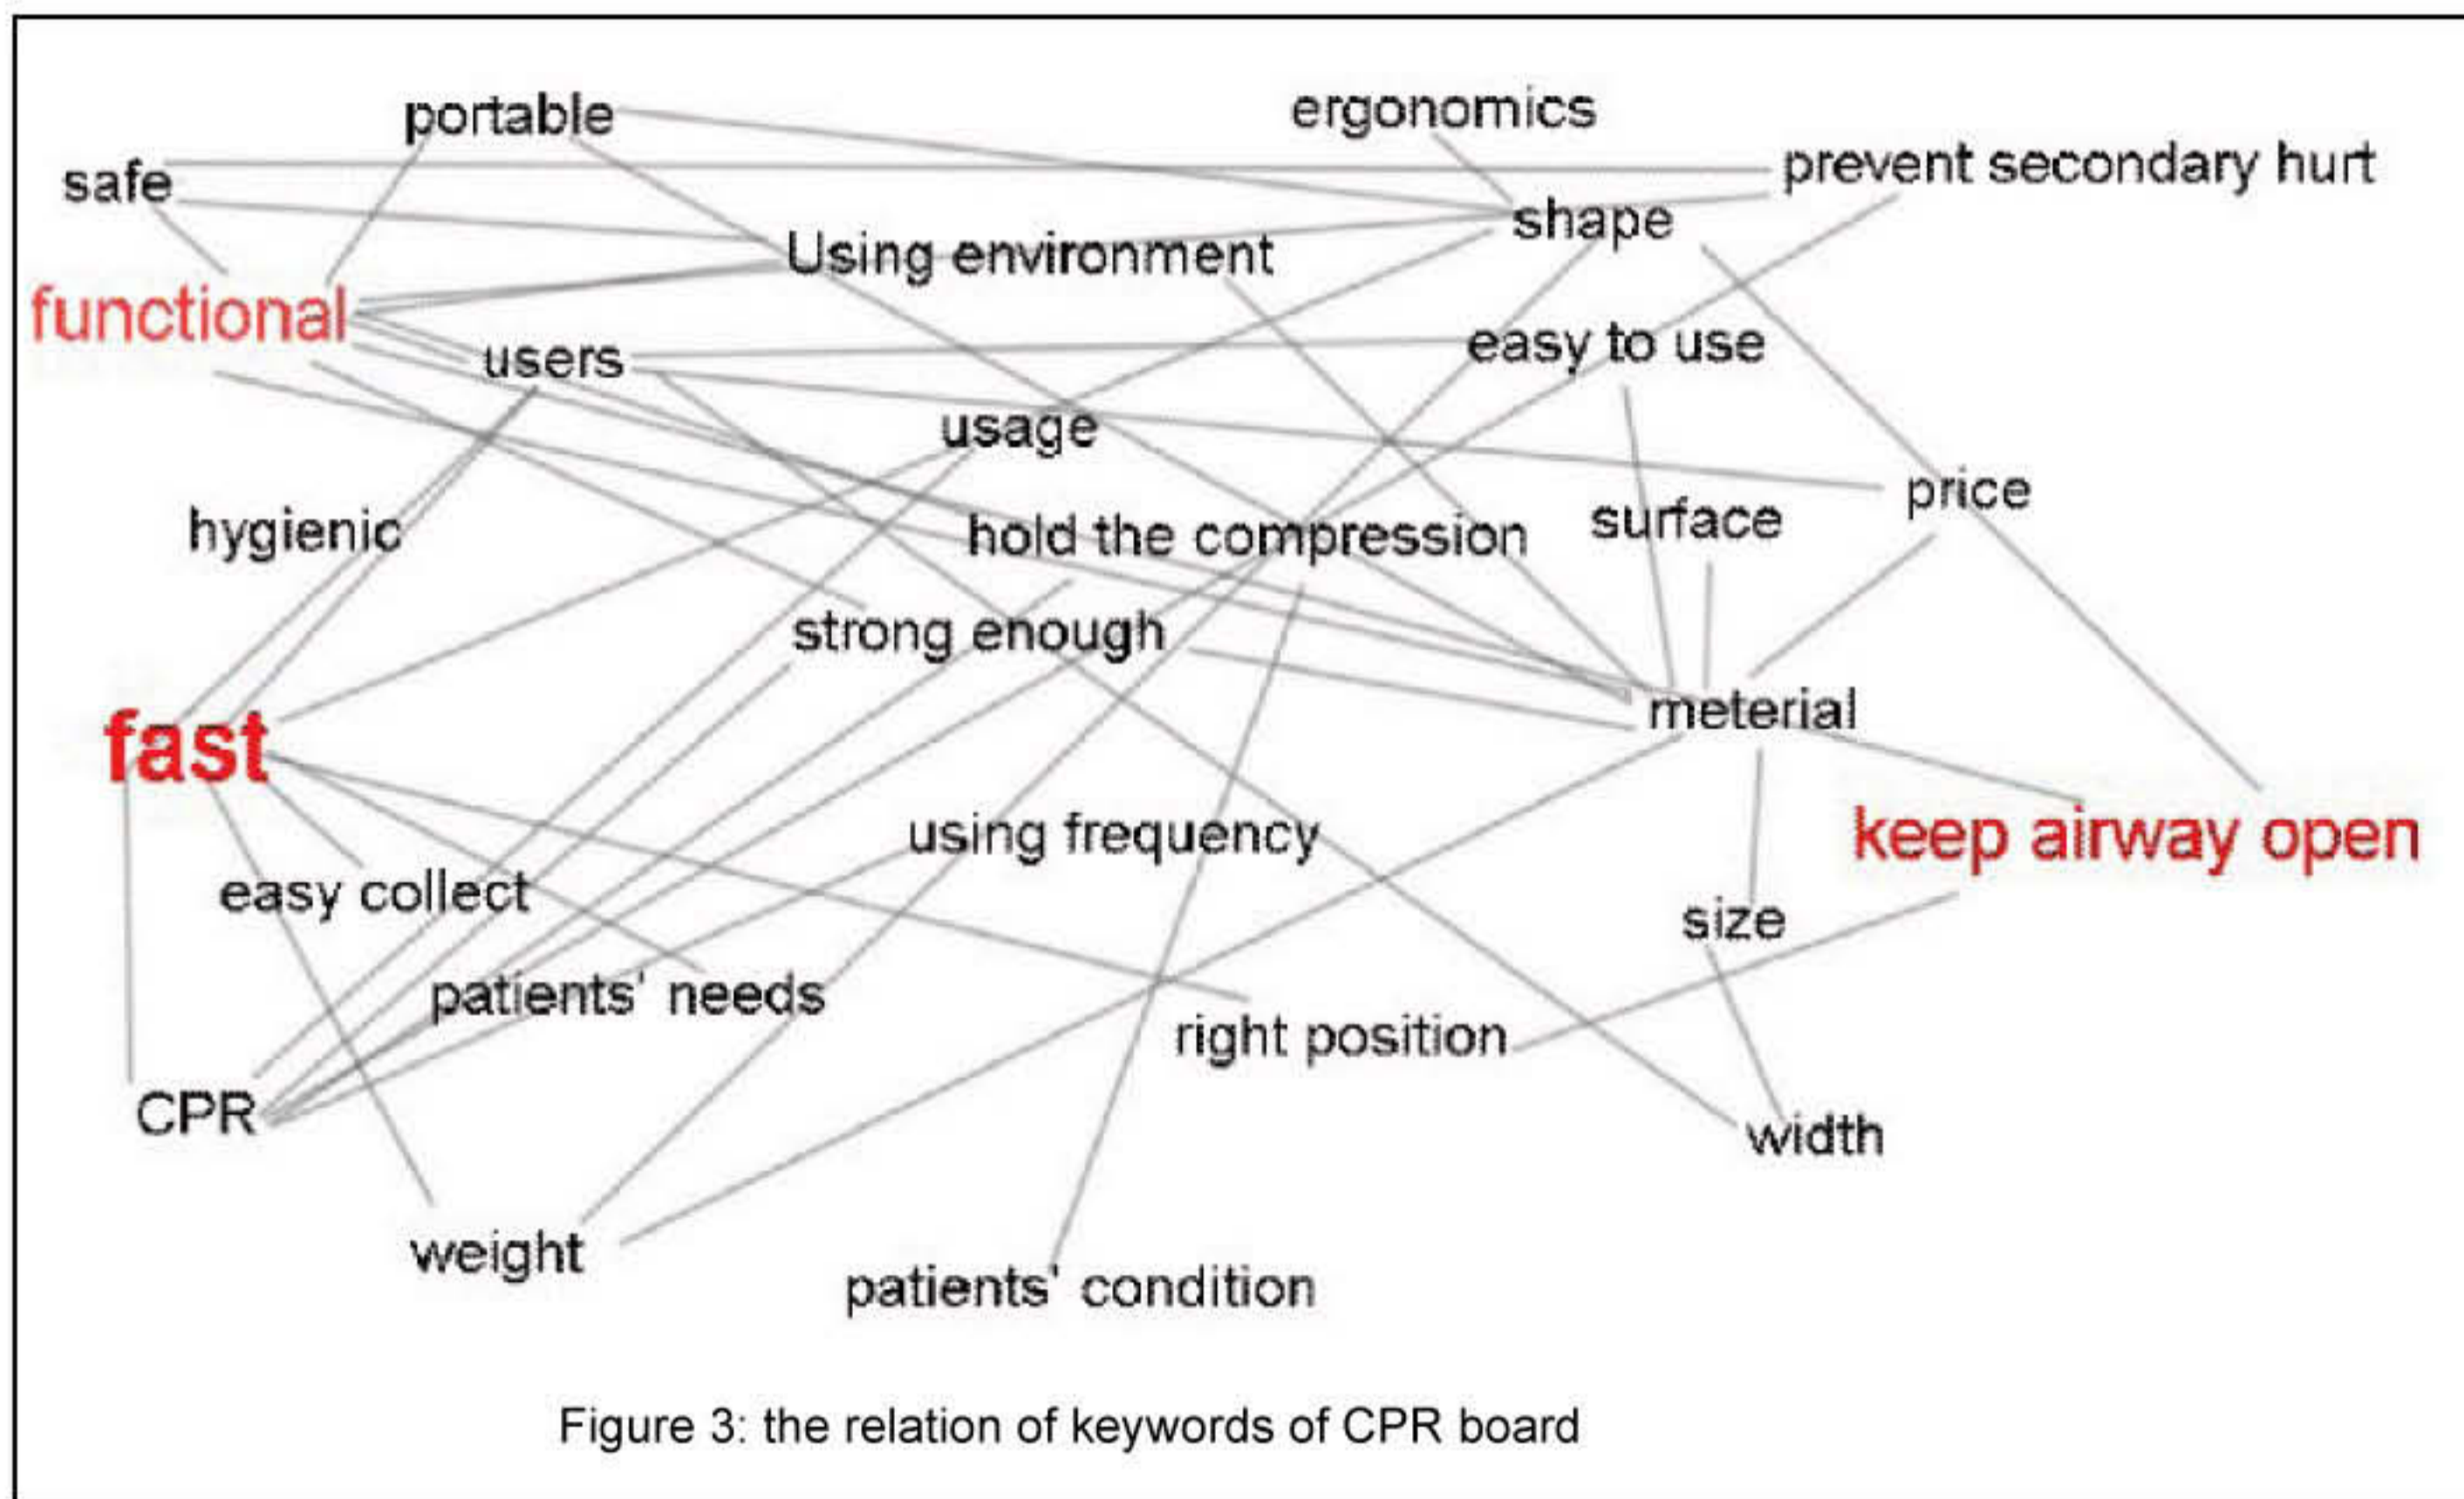 portable
ergonomics
safe
prevent secondary hurt
shape
Using environment
functional
users
easy to use
usage
hygienic
hold the compression
surface
price
strong enough
meterial
fast
using frequency
keep airway open
easy collect
size
patients' needs
right position
CPR
width
weight
patients' condition
Figure 3: the relation of keywords of CPR board